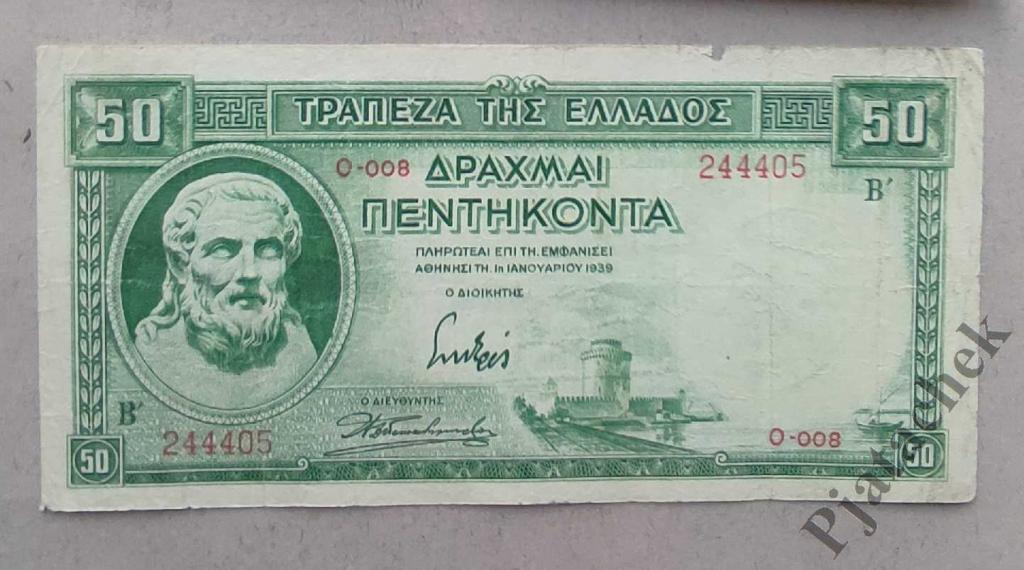 50 ΤΡΑΠΕΖΑ ΤΗΣ ΕΛΛΑΔΟΣ 50
Ο-008 ΔΡΑΧΜΑΙ 244405
Β′
ΠΕΝΤΗΚΟΝΤΑ
ΠΛΗΡΩΤΕΑΙ ΕΠΙ ΤΗ, ΕΜΦΑΝΙΣΕΙ
ΑΘΗΝΗΣΙ ΤΗ, 1η ΙΑΝΟΥΑΡΙΟΥ 1939
Ο ΔΙΟΙΚΗΤΗΣ
Ο ΔΙΕΥΘΥΝΤΗΣ
Β′
244405 Ο-008
50 50
Pjatachek